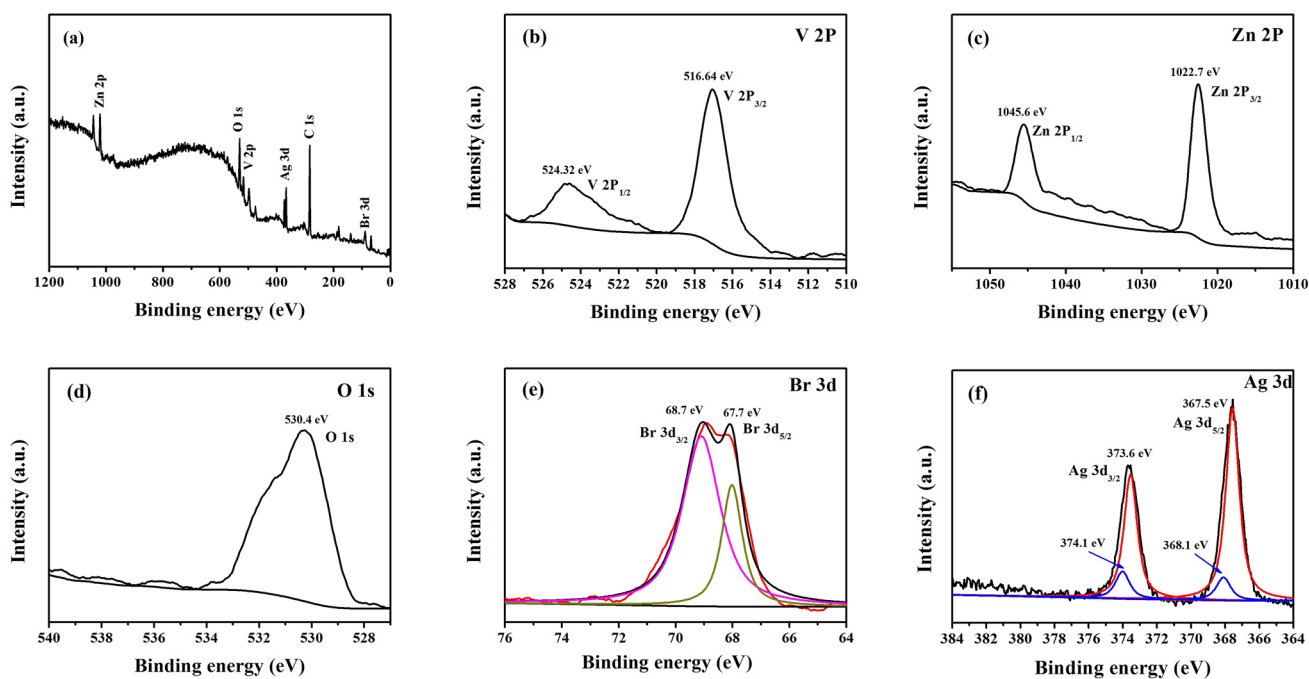 (a)
Zn 2p
O 1s
V 2p
Ag 3d
C 1s
Br 3d
Intensity (a.u.)
1200 1000 800 600 400 200 0
Binding energy (eV)
(b)
V 2P
516.64 eV
V 2P3/2
524.32 eV
V 2P1/2
Intensity (a.u.)
528 526 524 522 520 518 516 514 512 510
Binding energy (eV)
(c)
Zn 2P
1022.7 eV
Zn 2P3/2
1045.6 eV
Zn 2P1/2
Intensity (a.u.)
1050 1040 1030 1020 1010
Binding energy (eV)
(d)
O 1s
530.4 eV
O 1s
Intensity (a.u.)
540 538 536 534 532 530 528
Binding energy (eV)
(e)
Br 3d
68.7 eV
67.7 eV
Br 3d3/2
Br 3d5/2
Intensity (a.u.)
76 74 72 70 68 66 64
Binding energy (eV)
(f)
Ag 3d
367.5 eV
Ag 3d5/2
373.6 eV
Ag 3d3/2
374.1 eV
368.1 eV
Intensity (a.u.)
384 382 380 378 376 374 372 370 368 366 364
Binding energy (eV)